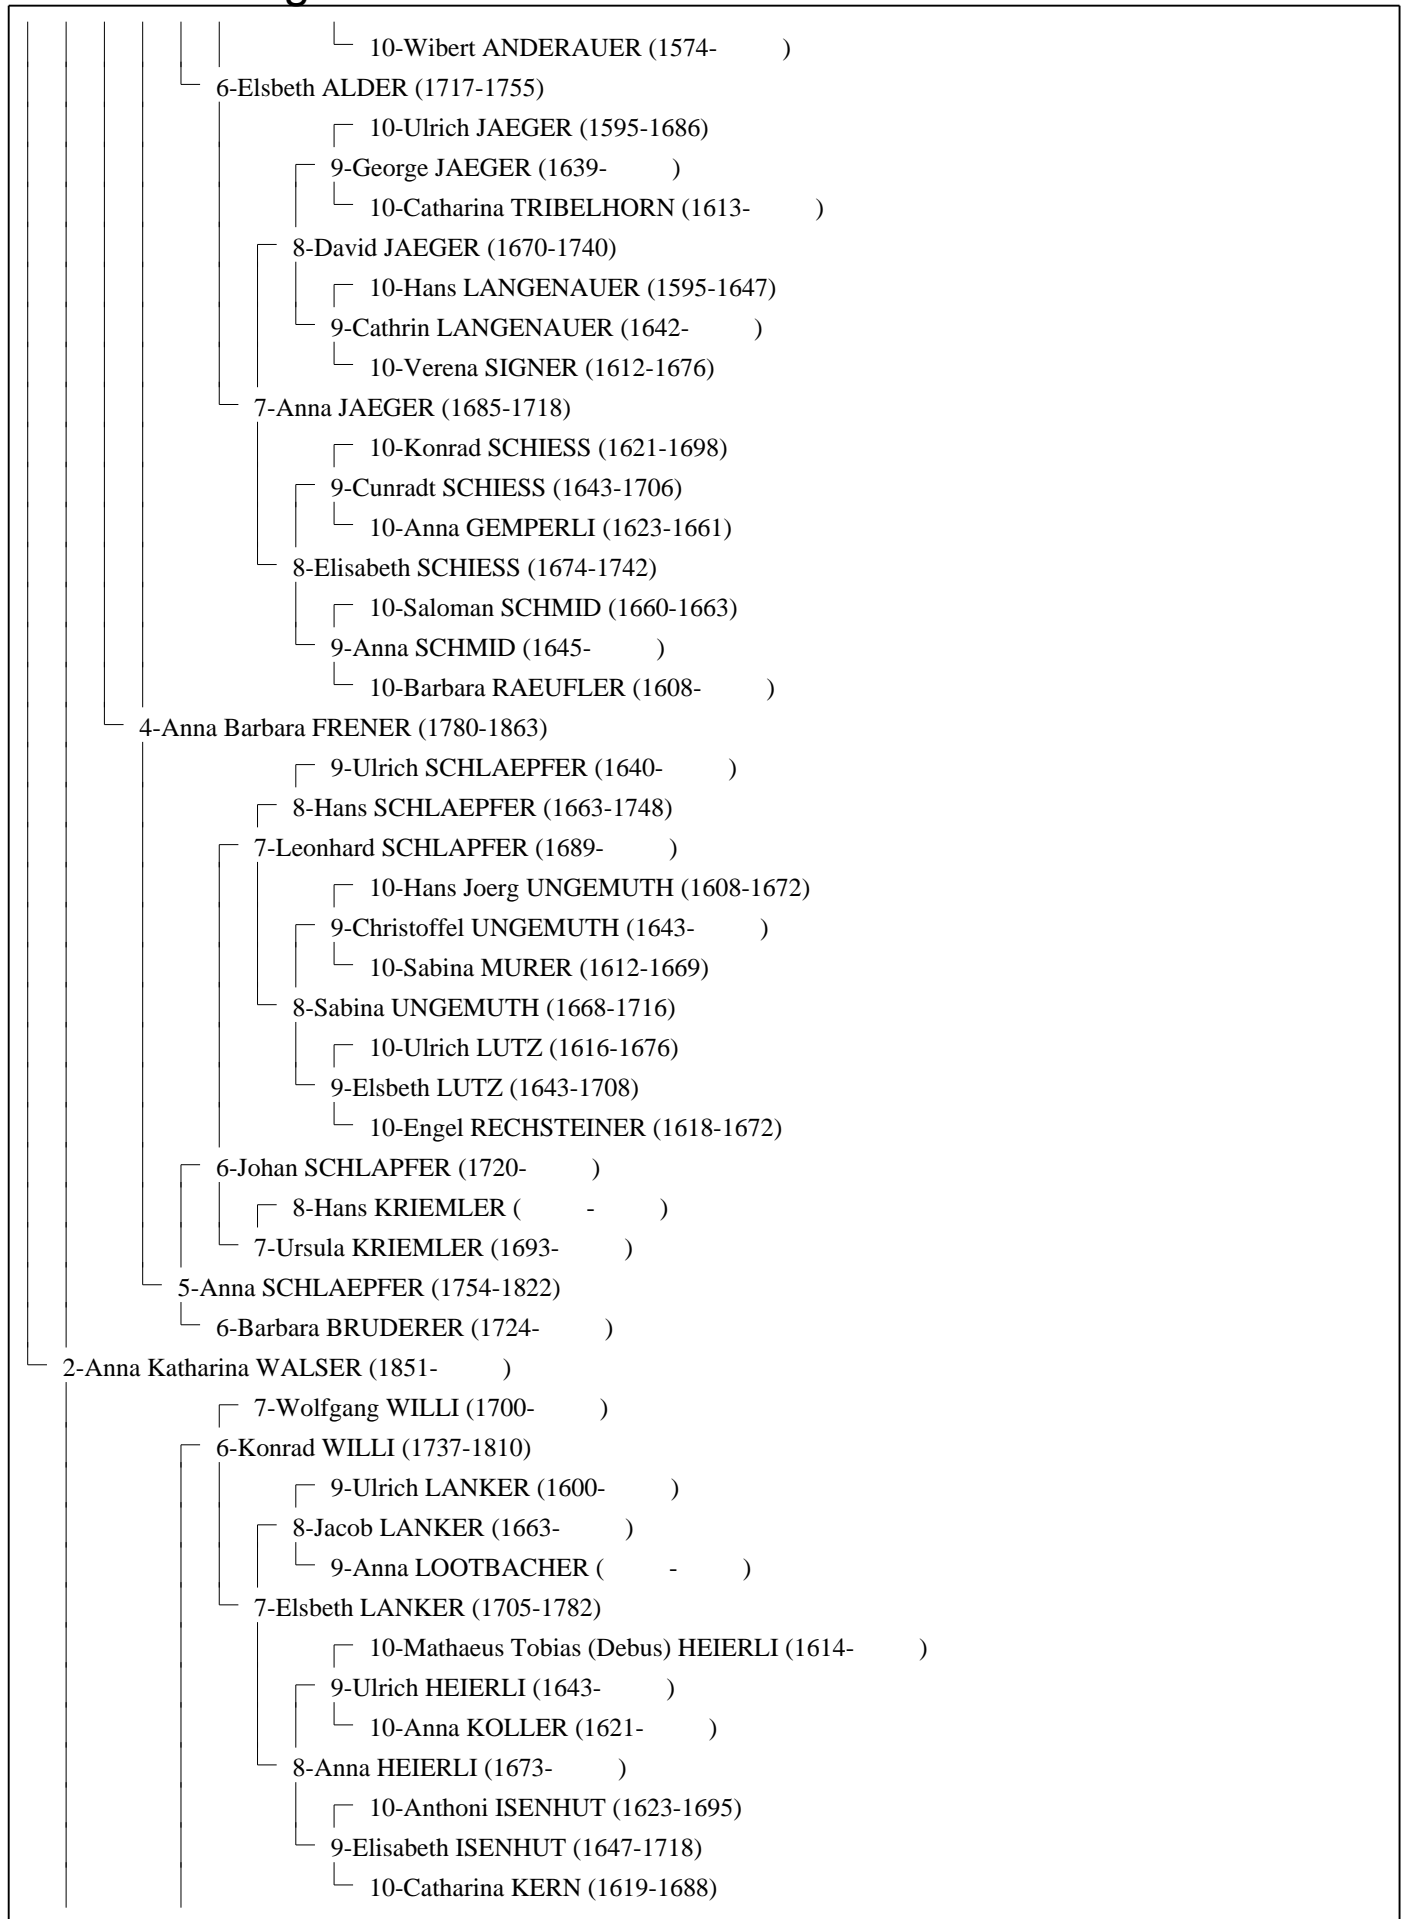 10-Wibert ANDERAUER (1574- )
6-Elsbeth ALDER (1717-1755)
10-Ulrich JAEGER (1595-1686)
9-George JAEGER (1639- )
10-Catharina TRIBELHORN (1613- )
8-David JAEGER (1670-1740)
10-Hans LANGENAUER (1595-1647)
9-Cathrin LANGENAUER (1642- )
10-Verena SIGNER (1612-1676)
7-Anna JAEGER (1685-1718)
10-Konrad SCHIESS (1621-1698)
9-Cunradt SCHIESS (1643-1706)
10-Anna GEMPERLI (1623-1661)
8-Elisabeth SCHIESS (1674-1742)
10-Saloman SCHMID (1660-1663)
9-Anna SCHMID (1645- )
10-Barbara RAEUFLER (1608- )
4-Anna Barbara FRENER (1780-1863)
9-Ulrich SCHLAEPFER (1640- )
8-Hans SCHLAEPFER (1663-1748)
7-Leonhard SCHLAPFER (1689- )
10-Hans Joerg UNGEMUTH (1608-1672)
9-Christoffel UNGEMUTH (1643- )
10-Sabina MURER (1612-1669)
8-Sabina UNGEMUTH (1668-1716)
10-Ulrich LUTZ (1616-1676)
9-Elsbeth LUTZ (1643-1708)
10-Engel RECHSTEINER (1618-1672)
6-Johan SCHLAPFER (1720- )
8-Hans KRIEMLER ( - )
7-Ursula KRIEMLER (1693- )
5-Anna SCHLAEPFER (1754-1822)
6-Barbara BRUDERER (1724- )
2-Anna Katharina WALSER (1851- )
7-Wolfgang WILLI (1700- )
6-Konrad WILLI (1737-1810)
9-Ulrich LANKER (1600- )
8-Jacob LANKER (1663- )
9-Anna LOOTBACHER ( - )
7-Elsbeth LANKER (1705-1782)
10-Mathaeus Tobias (Debus) HEIERLI (1614- )
9-Ulrich HEIERLI (1643- )
10-Anna KOLLER (1621- )
8-Anna HEIERLI (1673- )
10-Anthoni ISENHUT (1623-1695)
9-Elisabeth ISENHUT (1647-1718)
10-Catharina KERN (1619-1688)